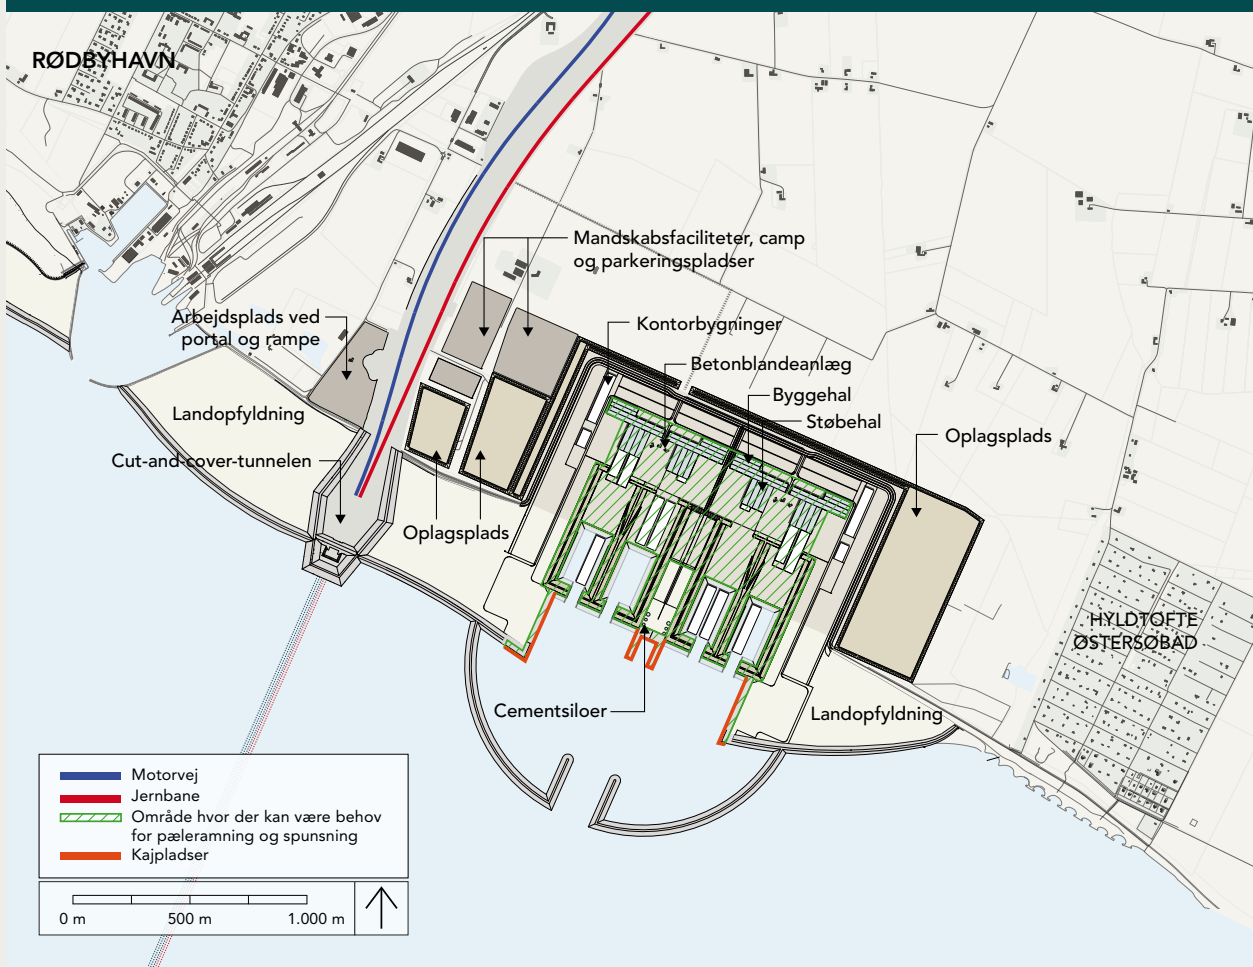 RØDBYHAVN
Mandskabsfaciliteter, camp
og parkeringspladser
Arbejdsplads ved
portal og rampe
Kontorbygninger
Betonblandeanlæg
Byggehal
Støbehal
Landopfyldning
Oplagsplads
Cut-and-cover-tunnelen
Oplagsplads
HYLDTOFTE
ØSTERSØBAD
Cementsiloer
Landopfyldning
Motorvej
Jernbane
Område hvor der kan være behov
for pæleramning og spunsning
Kajpladser
0 m 500 m 1.000 m